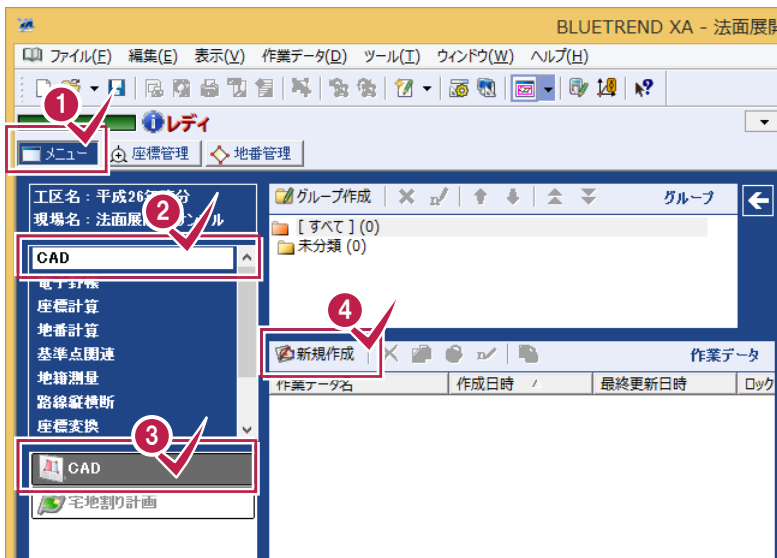 BLUETREND XA - 法面展開
ファイル(F) 編集(E) 表示(V) 作業データ(D) ツール(T) ウィンドウ(W) ヘルプ(H)
1
レディ
メニュー 座標管理 地番管理
工区名：平成26年 分
現場名：法面展 ル
2
グループ作成 グループ
[ すべて ] (0)
未分類 (0)
CAD
電子野帳
座標計算
地番計算
基準点関連
地籍測量
路線縦横断
座標変換
4
新規作成 作業データ
作業データ名 作成日時 最終更新日時 ロック
3
CAD
宅地割り計画